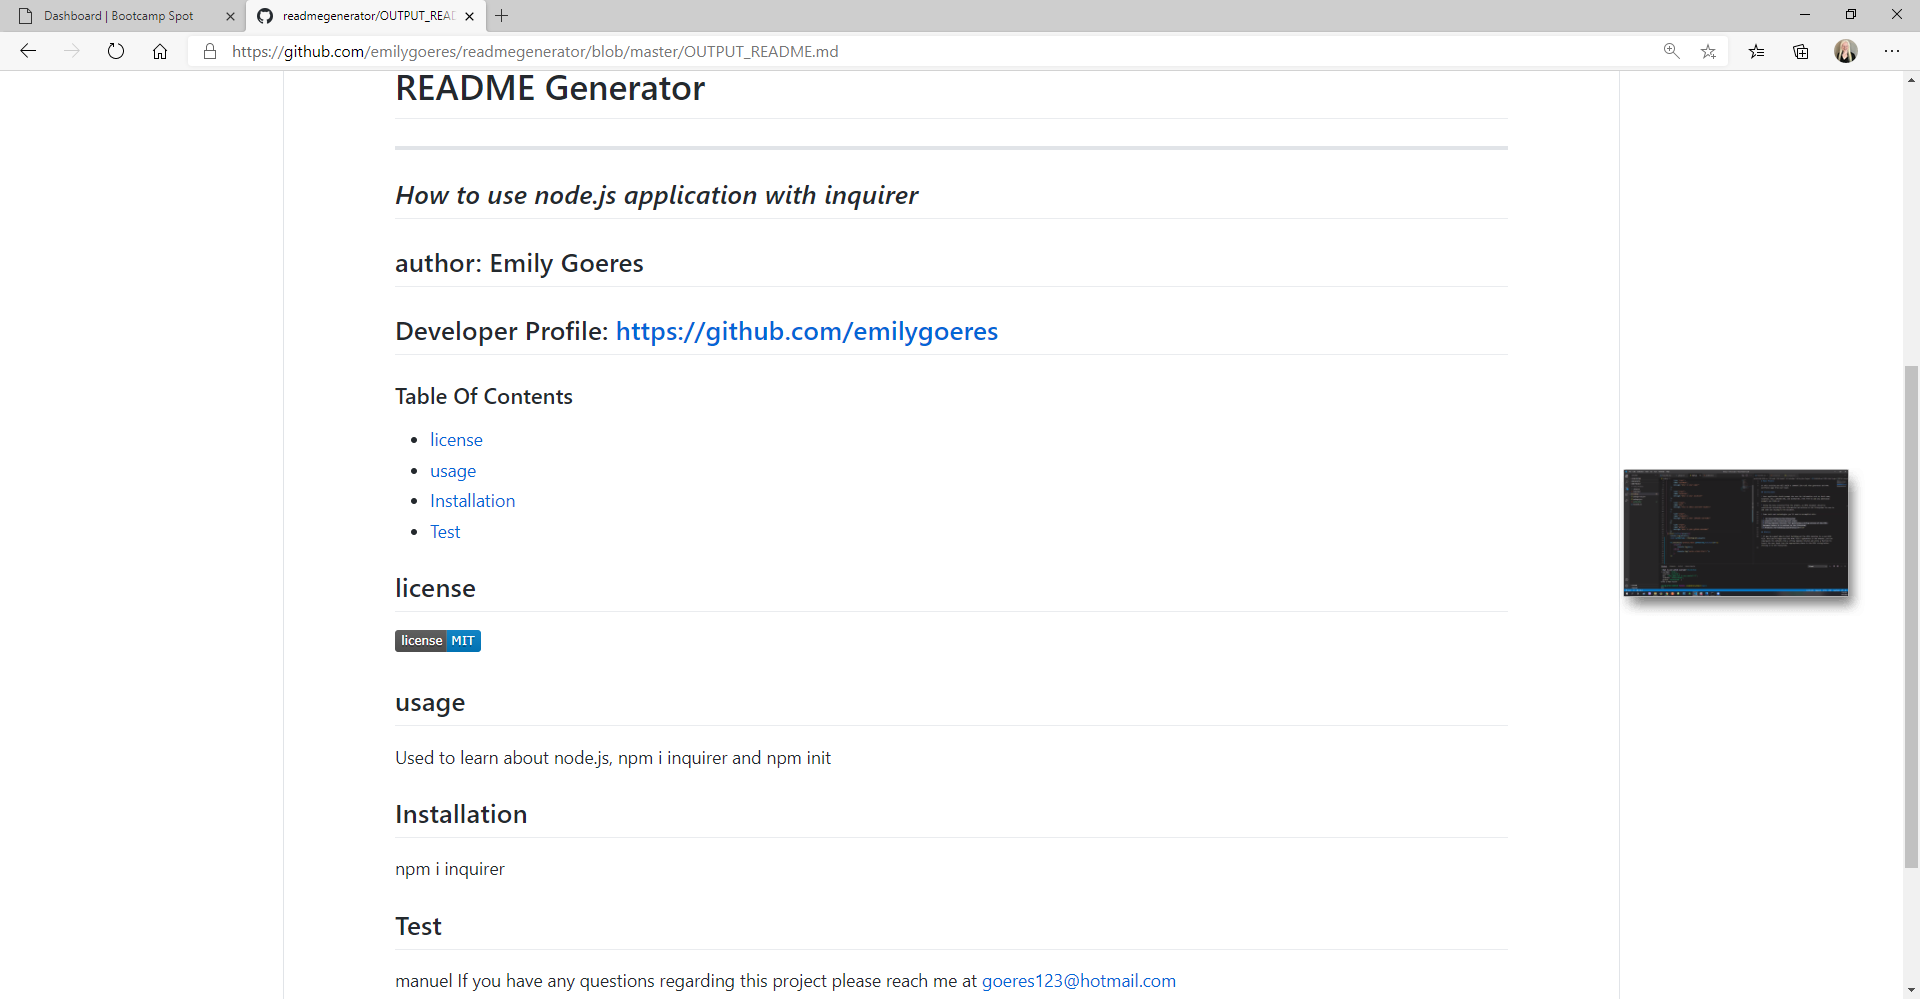 Dashboard | Bootcamp Spot
readmegenerator/OUTPUT_REA
https://github.com/emilygoeres/readmegenerator/blob/master/OUTPUT_README.md
README Generator
How to use node.js application with inquirer
author: Emily Goeres
Developer Profile: https://github.com/emilygoeres
Table Of Contents
license
usage
Installation
Test
license
license MIT
usage
Used to learn about node.js, npm i inquirer and npm init
Installation
npm i inquirer
Test
manuel If you have any questions regarding this project please reach me at goeres123@hotmail.com